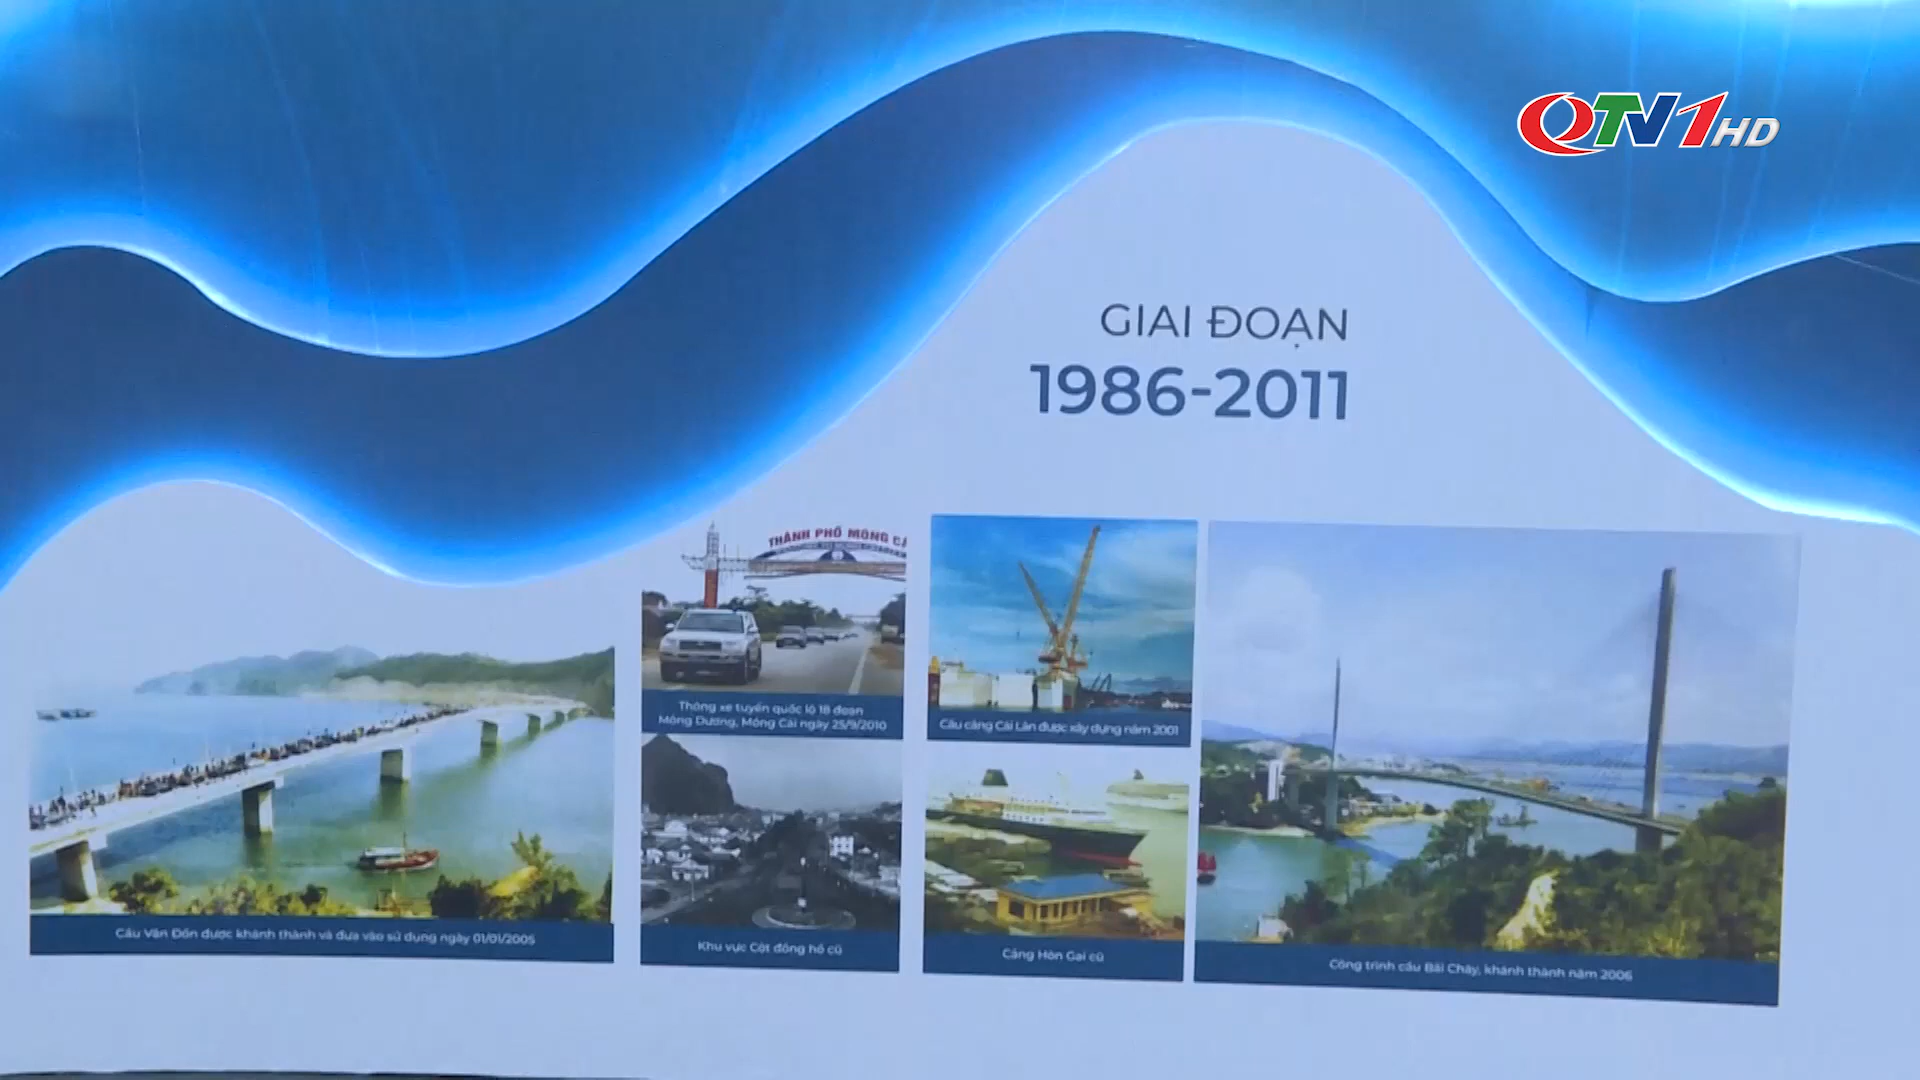 QTV1HD
GIAI ĐOẠN
1986-2011
THÀNH PHỐ MÓNG CÁ
Thông xe tuyến quốc lộ 18 đoạn
Mông Dương, Móng Cái ngày 25/9/2010
Cầu cảng Cái Lân được xây dựng năm 2001
Cầu Vân Đồn được khánh thành và đưa vào sử dụng ngày 01/01/2005
Khu vực Cột đồng hồ cũ
Cảng Hòn Gai cũ
Công trình cầu Bãi Cháy, khánh thành năm 2006